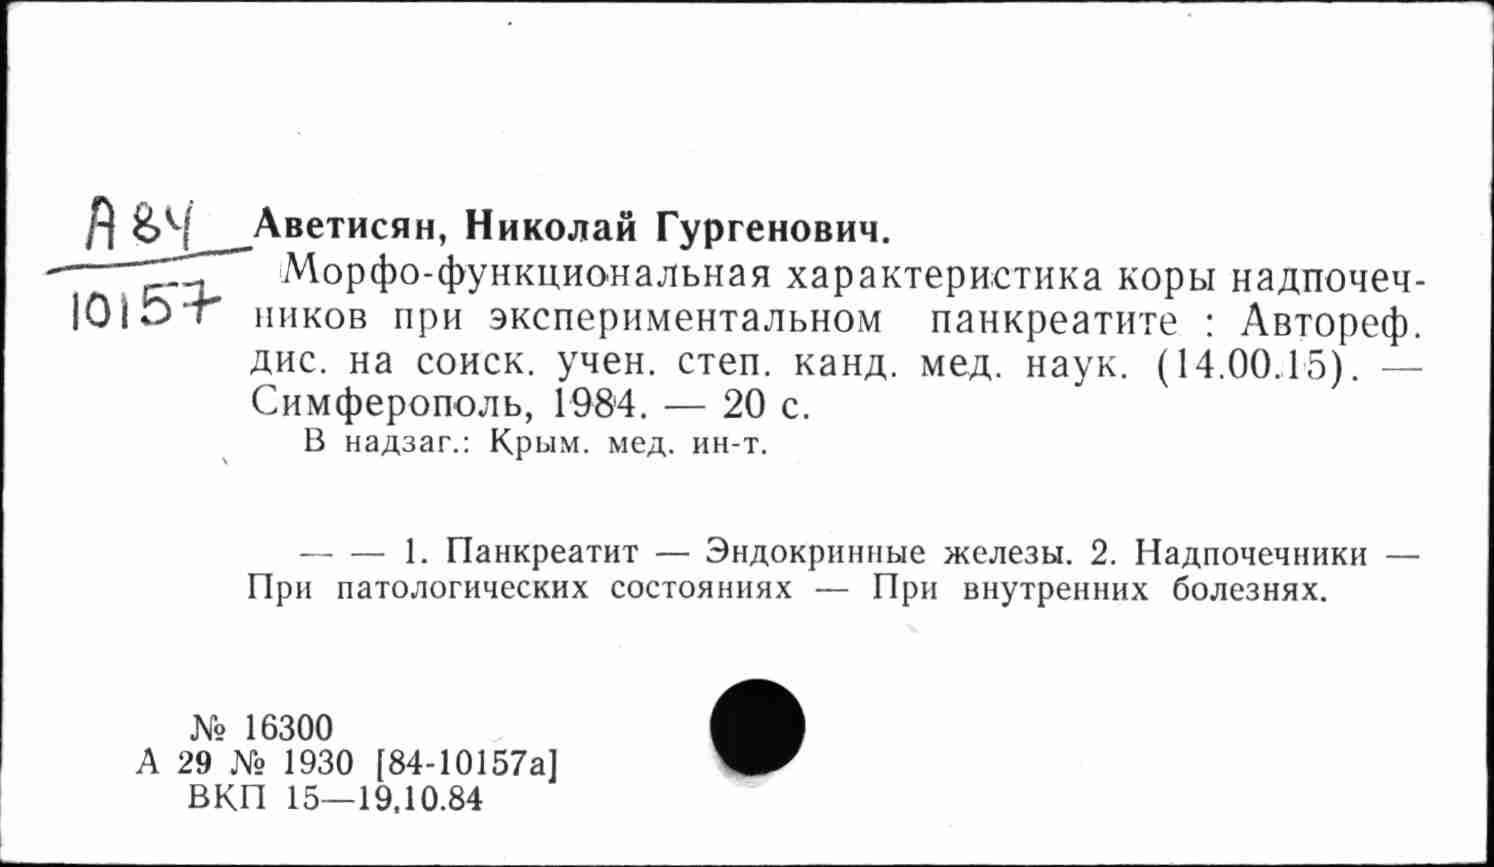 А 84
10157
Аветисян, Николай Гургенович.
Морфо-функциональная характеристика коры надпочеч-
ников при экспериментальном панкреатите : Автореф.
дис. на соиск. учен. степ. канд. мед. наук. (14.00.15). —
Симферополь, 1984. — 20 с.
В надзаг.: Крым. мед. ин-т.
— — 1. Панкреатит — Эндокринные железы. 2. Надпочечники —
При патологических состояниях — При внутренних болезнях.
№ 16300
А 29 № 1930 [84-10157а]
ВКП 15—19.10.84